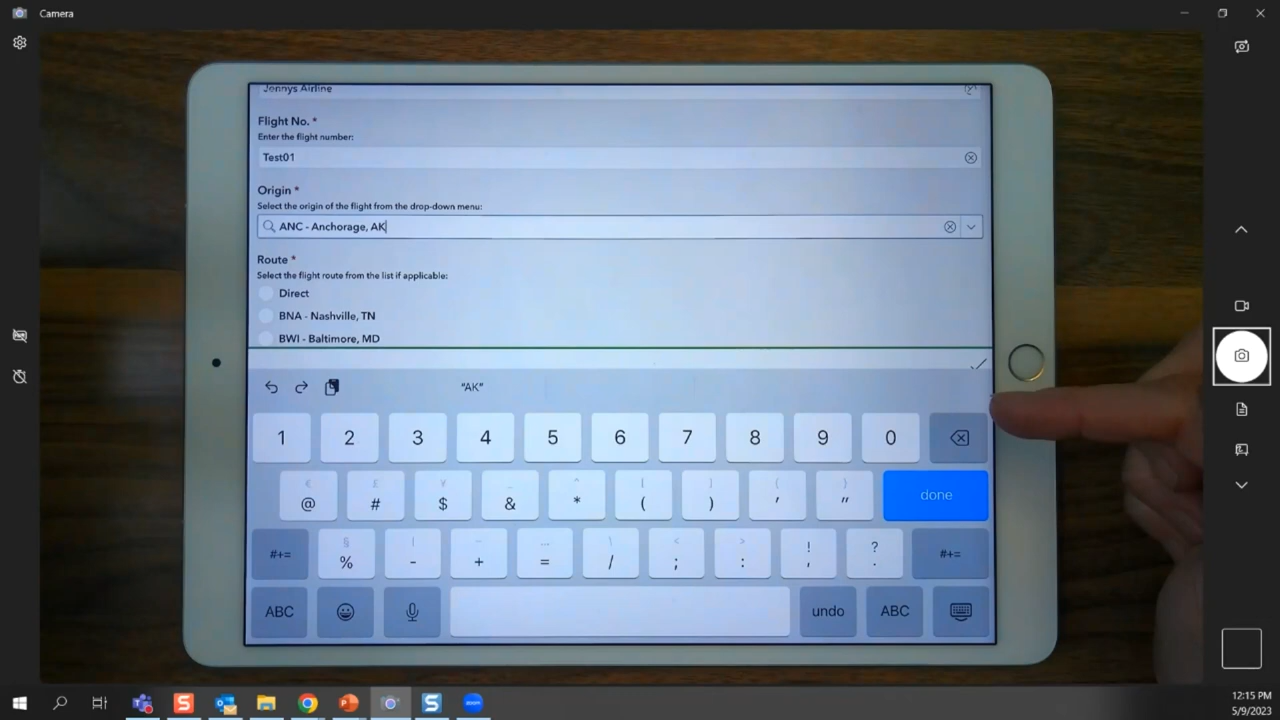 Camera
Jennys Airline
Flight No. *
Enter the flight number:
Test01
Origin *
Select the origin of the flight from the drop-down menu:
ANC - Anchorage, AK
Route *
Select the flight route from the list if applicable:
Direct
BNA - Nashville, TN
BWI - Baltimore, MD
"AK"
1 2 3 4 5 6 7 8 9 0
€ £ ¥ _ ^ [ ] { }
@ # $ & * ( ) ' " done
§ | ~ … \ < > ! ?
#+= % - + = / ; : , . #+=
ABC undo ABC
12:15 PM
5/9/2023